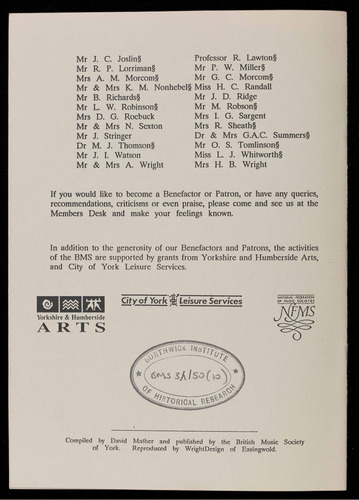 Mr J. C. Joslin§ Professor R. Lawton§
Mr R. P. Lorriman§ Mr P. W. Miller§
Mrs A. M. Morcom§ Mr G. C. Morcom§
Mr & Mrs K. M. Nonhebel§ Miss H. C. Randall
Mr B. Richards§ Mr J. D. Ridge
Mr L. W. Robinson§ Mr M. Robson§
Mrs D. G. Roebuck Mrs I. G. Sargent
Mr & Mrs N. Sexton Mrs R. Sheath§
Mr J. Stringer Dr & Mrs G.A.C. Summers§
Dr M. J. Thomson§ Mr O. S. Tomlinson§
Mr J. I. Watson Miss L. J. Whitworth§
Mr & Mrs A. Wright Mrs H. B. Wright
If you would like to become a Benefactor or Patron, or have any queries,
recommendations, criticisms or even praise, please come and see us at the
Members Desk and make your feelings known.
In addition to the generosity of our Benefactors and Patrons, the activities
of the BMS are supported by grants from Yorkshire and Humberside Arts,
and City of York Leisure Services.
Yorkshire & Humberside
ARTS
City of York Leisure Services
NATIONAL FEDERATION
OF MUSIC SOCIETIES
NFMS
BORTHWICK INSTITUTE
BMS 3/1/50 (10)
OF HISTORICAL RESEARCH
Compiled by David Mather and published by the British Music Society
of York. Reproduced by WrightDesign of Easingwold.